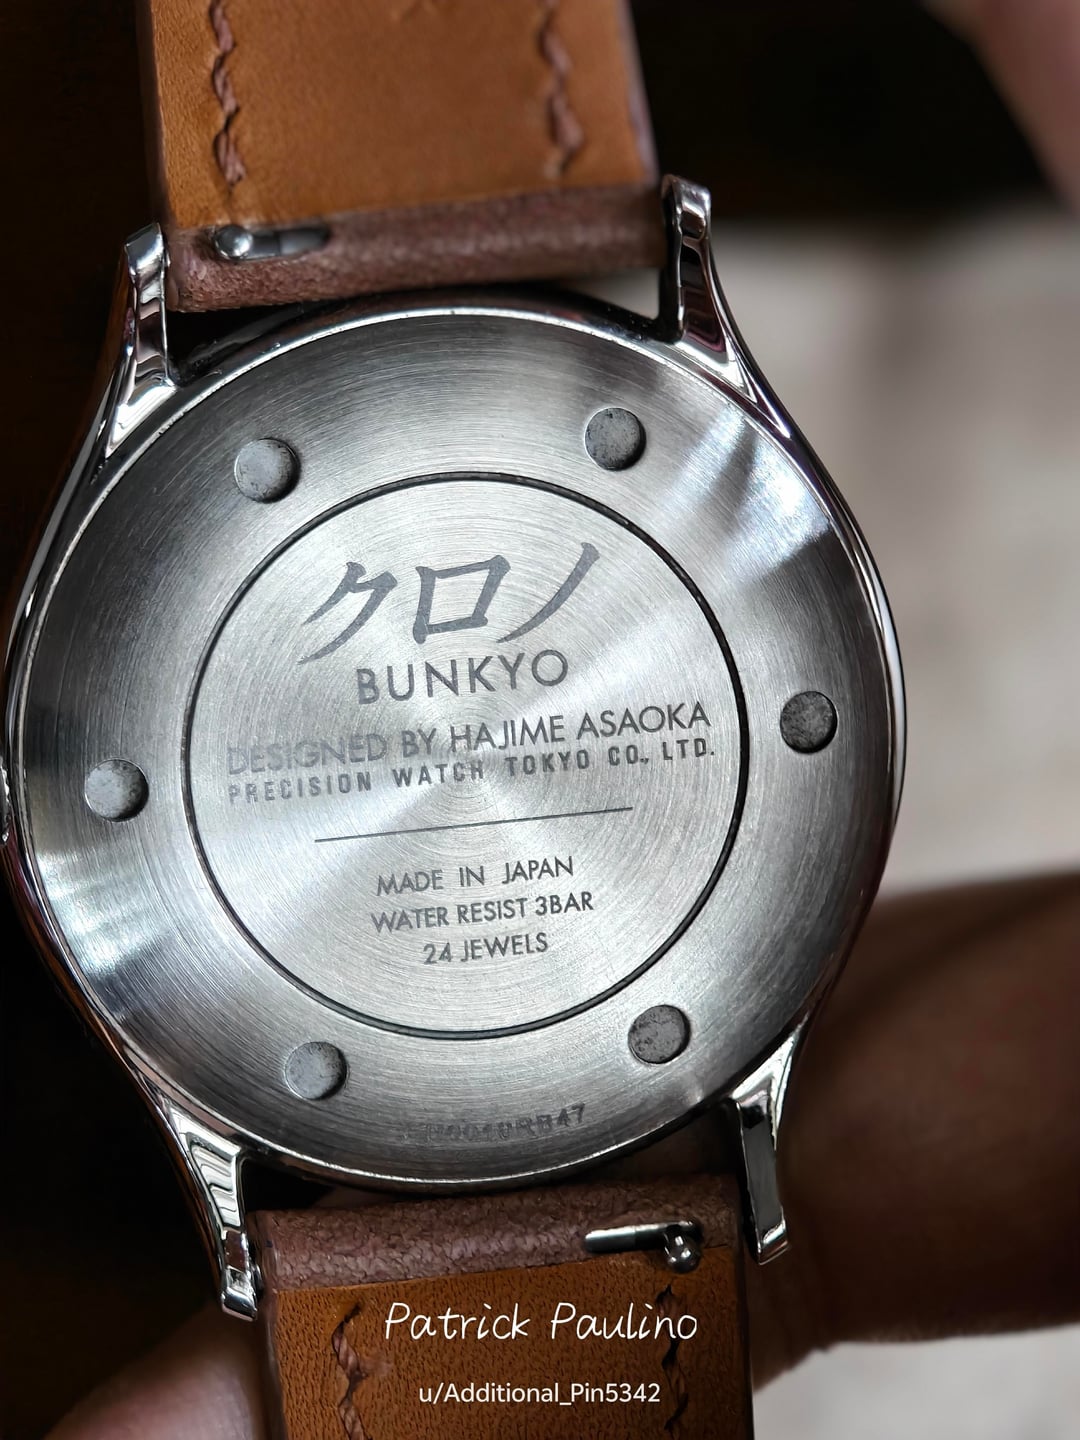 クロノ
BUNKYO
DESIGNED BY HAJIME ASAOKA
PRECISION WATCH TOKYO CO., LTD.
MADE IN JAPAN
WATER RESIST 3BAR
24 JEWELS
Patrick Paulino
u/Additional_Pin5342